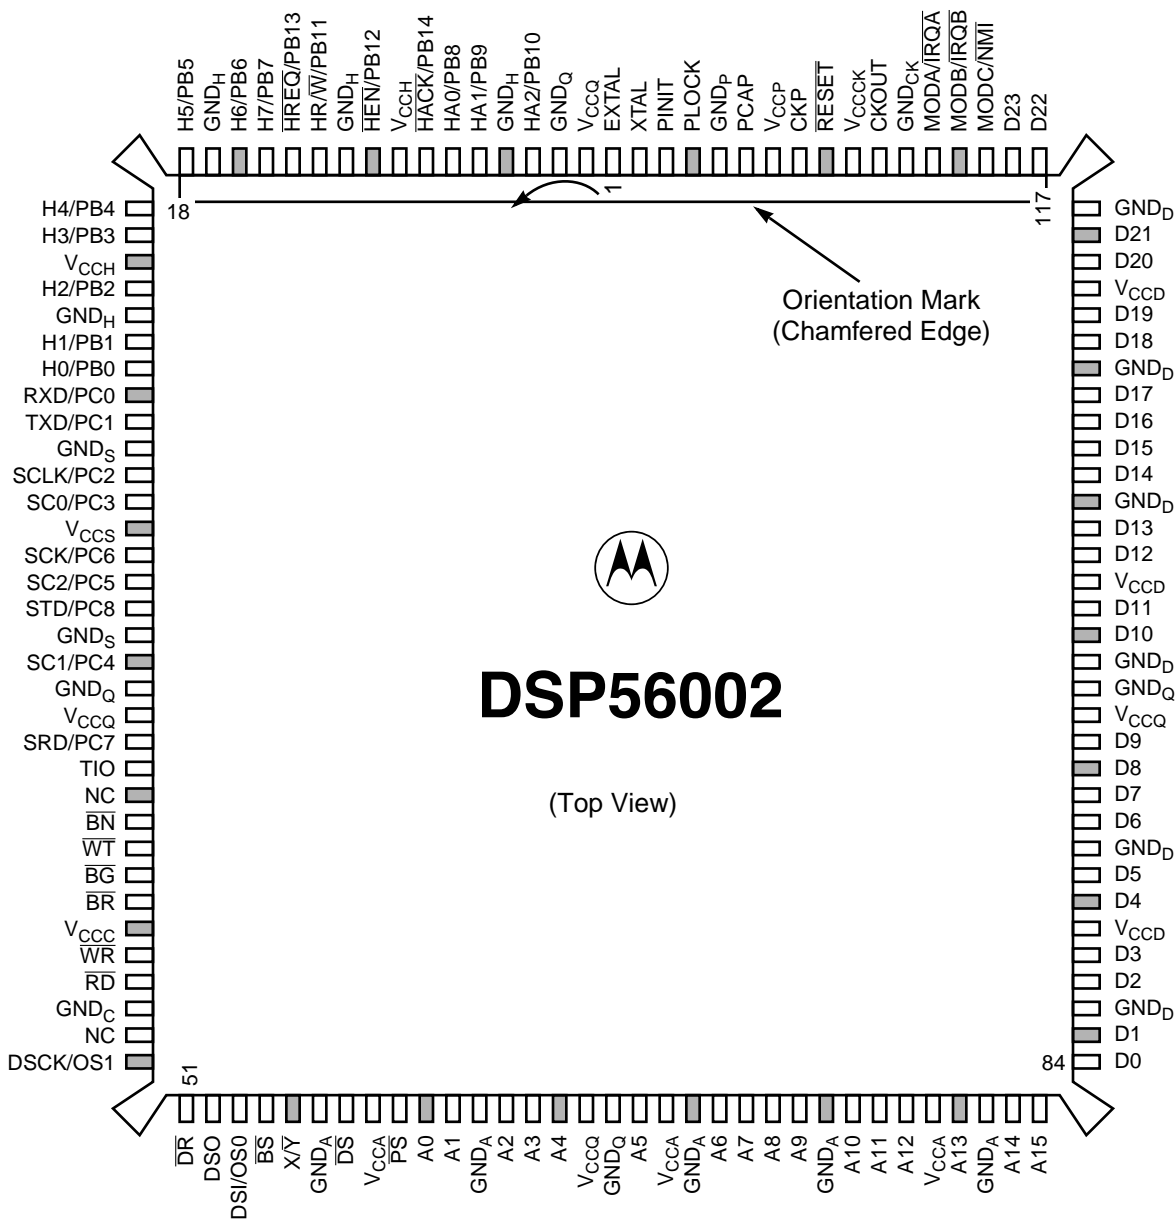 H5/PB5
GNDH
H6/PB6
H7/PB7
HREQ/PB13
HR/W/PB11
GNDH
HEN/PB12
VCCH
HACK/PB14
HA0/PB8
HA1/PB9
GNDH
HA2/PB10
GNDQ
VCCQ
EXTAL
XTAL
PINIT
PLOCK
GNDP
PCAP
VCCP
CKP
RESET
VCCCK
CKOUT
GNDCK
MODA/IRQA
MODB/IRQB
MODC/NMI
D23
D22
18
1
117
H4/PB4
H3/PB3
VCCH
H2/PB2
GNDH
H1/PB1
H0/PB0
RXD/PC0
TXD/PC1
GNDS
SCLK/PC2
SC0/PC3
VCCS
SCK/PC6
SC2/PC5
STD/PC8
GNDS
SC1/PC4
GNDQ
VCCQ
SRD/PC7
TIO
NC
BN
WT
BG
BR
VCCC
WR
RD
GNDC
NC
DSCK/OS1
Orientation Mark
(Chamfered Edge)
DSP56002
(Top View)
GNDD
D21
D20
VCCD
D19
D18
GNDD
D17
D16
D15
D14
GNDD
D13
D12
VCCD
D11
D10
GNDD
GNDQ
VCCQ
D9
D8
D7
D6
GNDD
D5
D4
VCCD
D3
D2
GNDD
D1
D0
51
84
DR
DSO
DSI/OS0
BS
X/Y
GNDA
DS
VCCA
PS
A0
A1
GNDA
A2
A3
A4
VCCQ
GNDQ
A5
VCCA
GNDA
A6
A7
A8
A9
GNDA
A10
A11
A12
VCCA
A13
GNDA
A14
A15